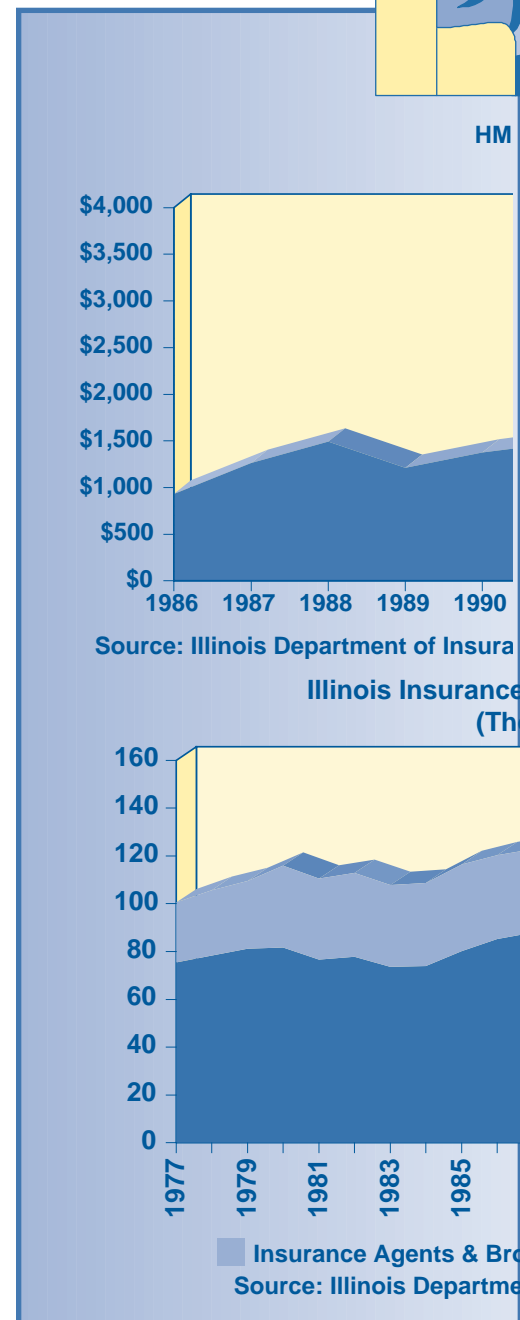 HM
$4,000
$3,500
$3,000
$2,500
$2,000
$1,500
$1,000
$500
$0
1986 1987 1988 1989 1990
Source: Illinois Department of Insura
Illinois Insurance
(Tho
160
140
120
100
80
60
40
20
0
1977 1979 1981 1983 1985
Insurance Agents & Bro
Source: Illinois Departme